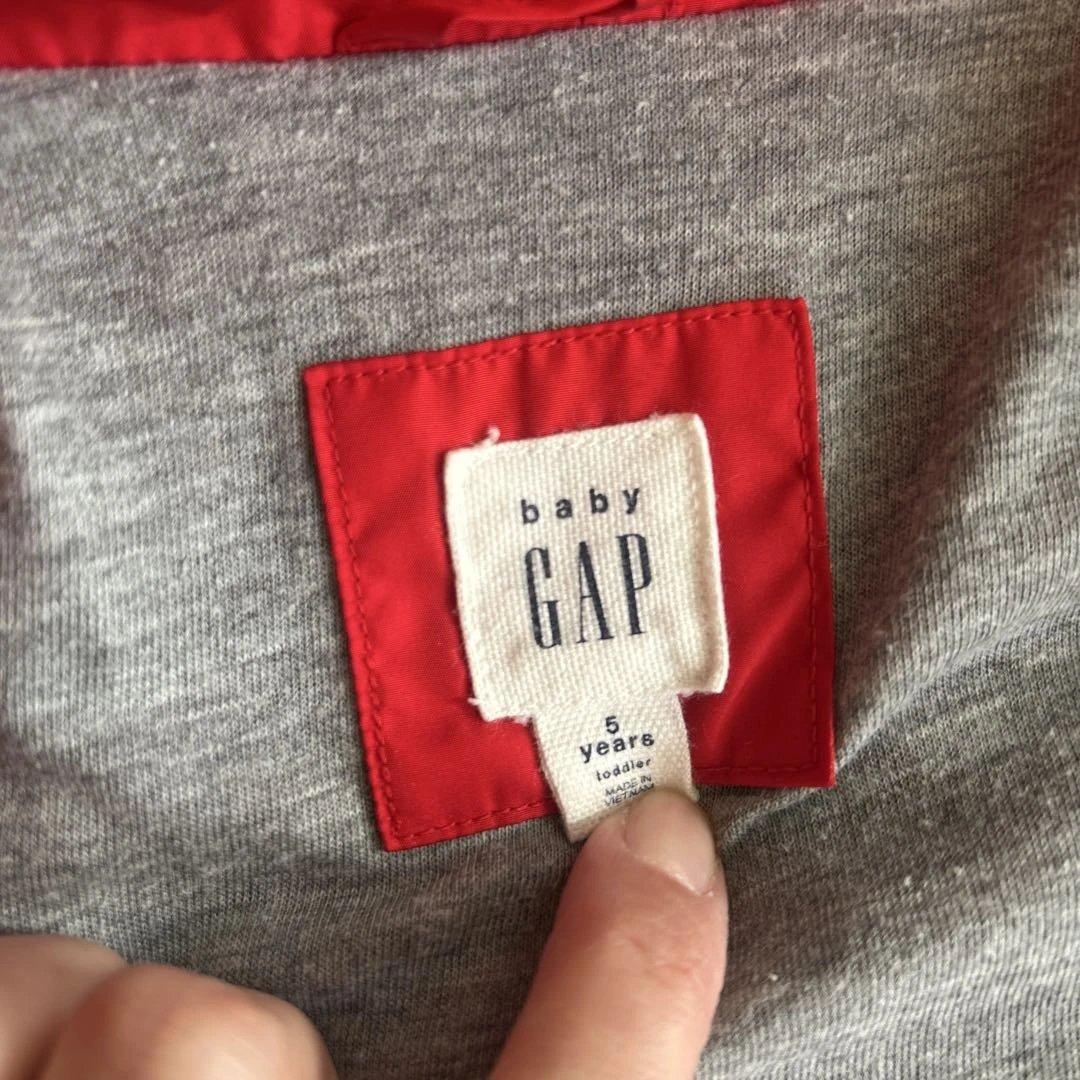 baby
GAP
5
years
toddler
MADE IN
VIETNAM